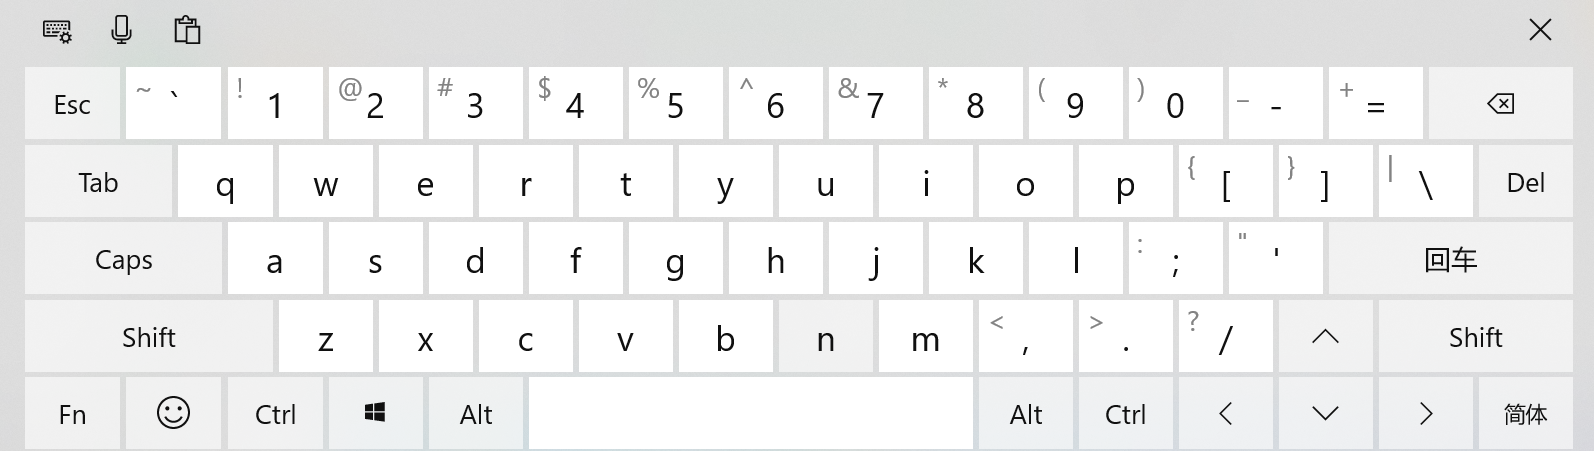 Esc ~ ` ! 1 @ 2 # 3 $ 4 % 5 ^ 6 & 7 * 8 ( 9 ) 0 _ - + =
Tab q w e r t y u i o p { [ } ] | \ Del
Caps a s d f g h j k l : ; " ' 回车
Shift z x c v b n m < , > . ? / Shift
Fn Ctrl Alt Alt Ctrl 简体